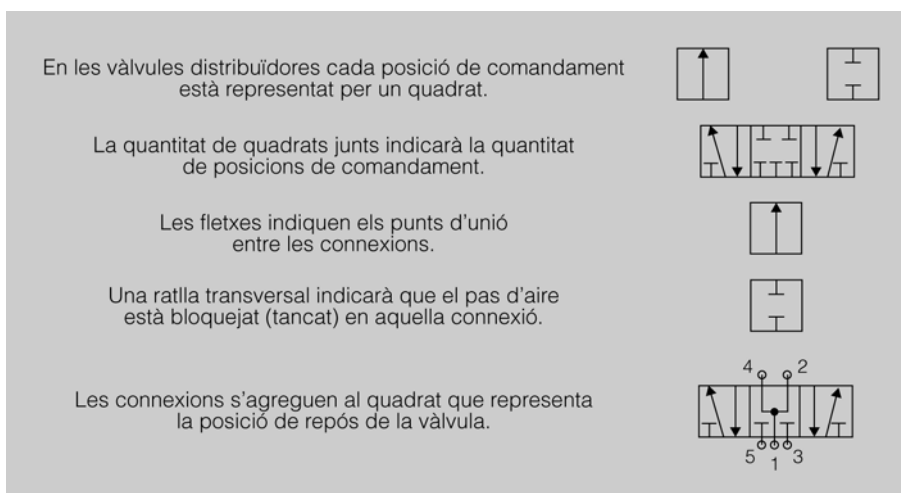 En les vàlvules distribuïdores cada posició de comandament
està representat per un quadrat.
La quantitat de quadrats junts indicarà la quantitat
de posicions de comandament.
Les fletxes indiquen els punts d'unió
entre les connexions.
Una ratlla transversal indicarà que el pas d'aire
està bloquejat (tancat) en aquella connexió.
Les connexions s'agreguen al quadrat que representa
la posició de repós de la vàlvula.
4 2
5 1 3